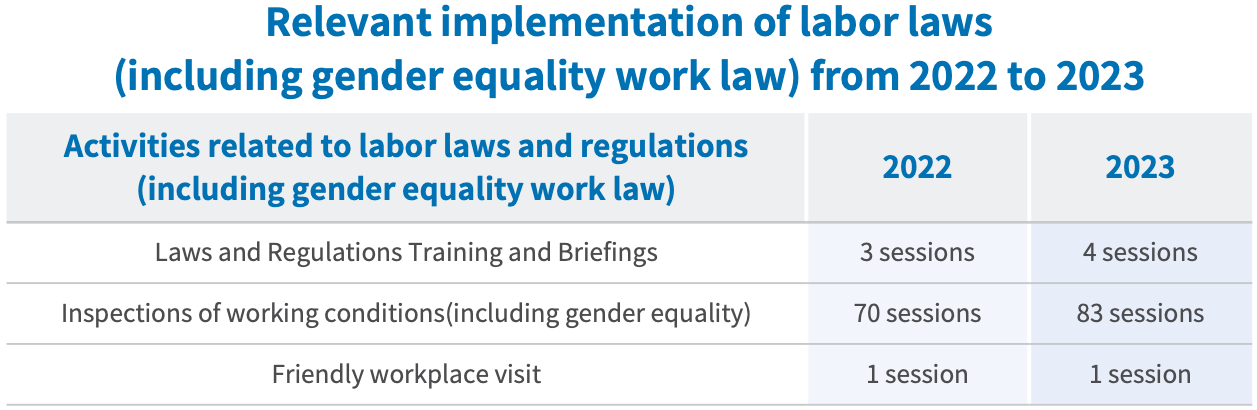 Relevant implementation of labor laws
(including gender equality work law) from 2022 to 2023
Activities related to labor laws and regulations
(including gender equality work law)
2022
2023
Laws and Regulations Training and Briefings
3 sessions
4 sessions
Inspections of working conditions(including gender equality)
70 sessions
83 sessions
Friendly workplace visit
1 session
1 session